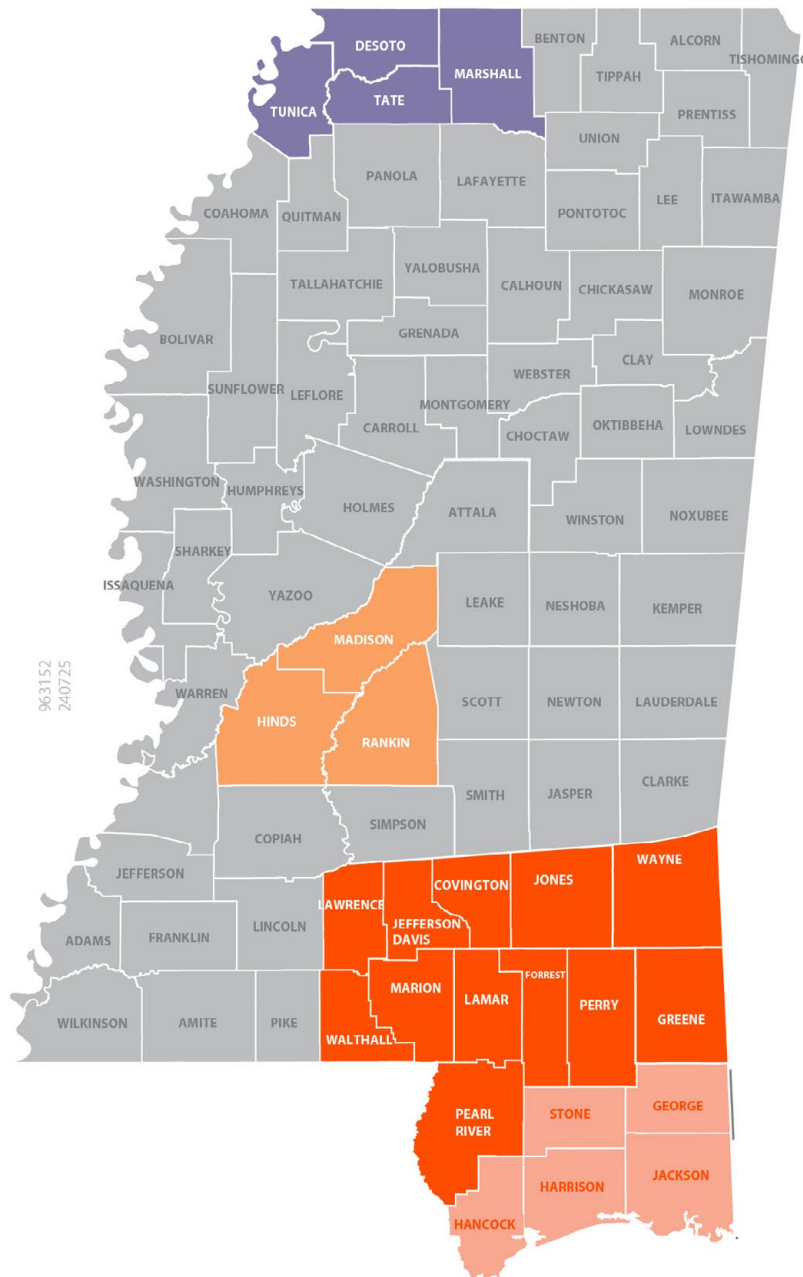 DESOTO
BENTON
ALCORN
TISHOMINGO
MARSHALL
TIPPAH
TATE
TUNICA
PRENTISS
UNION
PANOLA
LAFAYETTE
COAHOMA
QUITMAN
PONTOTOC
LEE
ITAWAMBA
TALLAHATCHIE
YALOBUSHA
CALHOUN
CHICKASAW
MONROE
BOLIVAR
GRENADA
SUNFLOWER
LEFLORE
WEBSTER
CLAY
MONTGOMERY
CARROLL
CHOCTAW
OKTIBBEHA
LOWNDES
WASHINGTON
HUMPHREYS
HOLMES
ATTALA
WINSTON
NOXUBEE
SHARKEY
ISSAQUENA
YAZOO
LEAKE
NESHOBA
KEMPER
MADISON
963152
240725
WARREN
SCOTT
NEWTON
LAUDERDALE
HINDS
RANKIN
SMITH
JASPER
CLARKE
COPIAH
SIMPSON
JEFFERSON
WAYNE
COVINGTON
JONES
LAWRENCE
JEFFERSON
DAVIS
LINCOLN
ADAMS
FRANKLIN
MARION
LAMAR
FORREST
PERRY
GREENE
WILKINSON
AMITE
PIKE
WALTHALL
PEARL
RIVER
STONE
GEORGE
HANCOCK
HARRISON
JACKSON